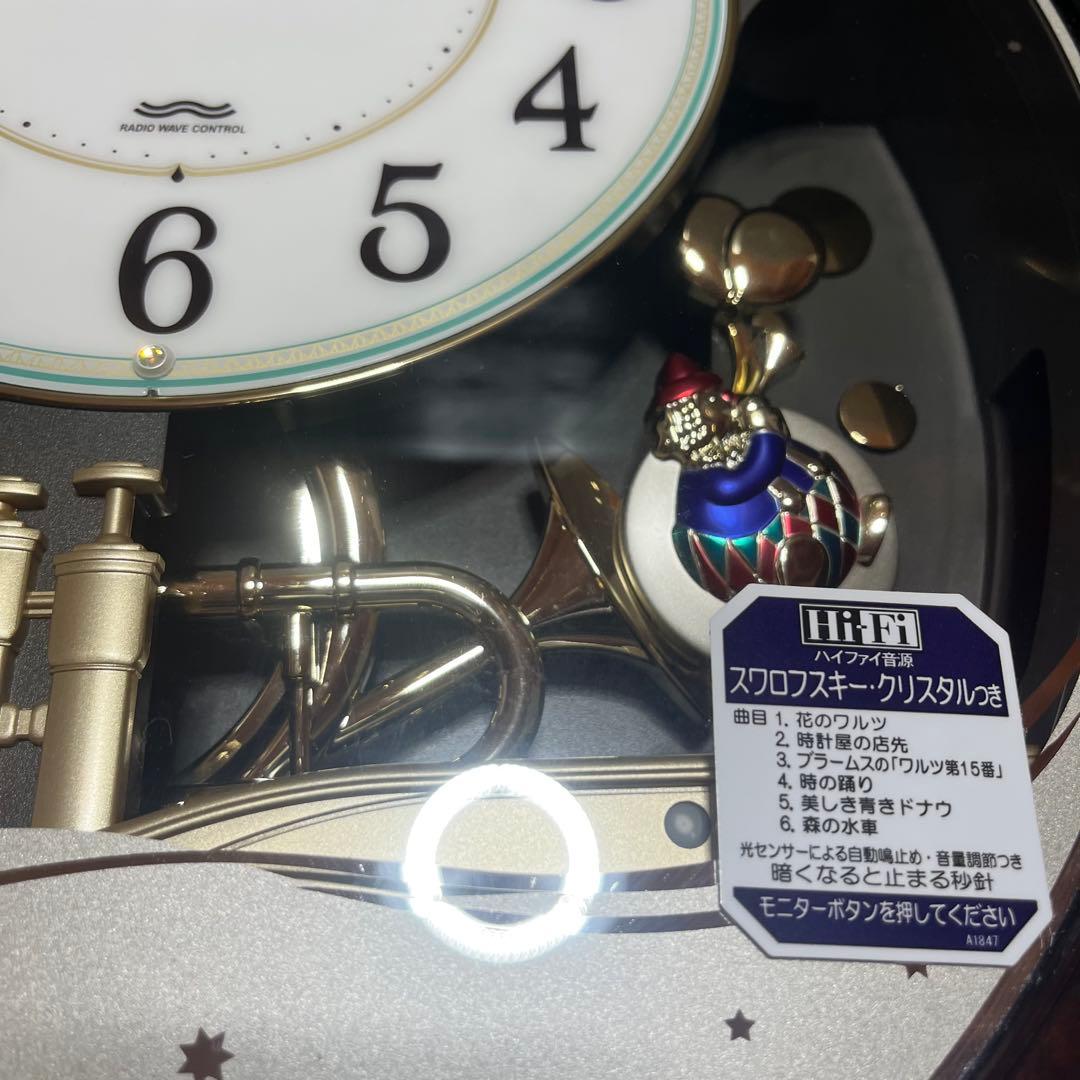 4
5
6
RADIO WAVE CONTROL
Hi-Fi
ハイファイ音源
スワロフスキー・クリスタルつき
曲目 1. 花のワルツ
2. 時計屋の店先
3. ブラームスの「ワルツ第15番」
4. 時の踊り
5. 美しき青きドナウ
6. 森の水車
光センサーによる自動鳴止め・音量調節つき
暗くなると止まる秒針
モニターボタンを押してください
A1847